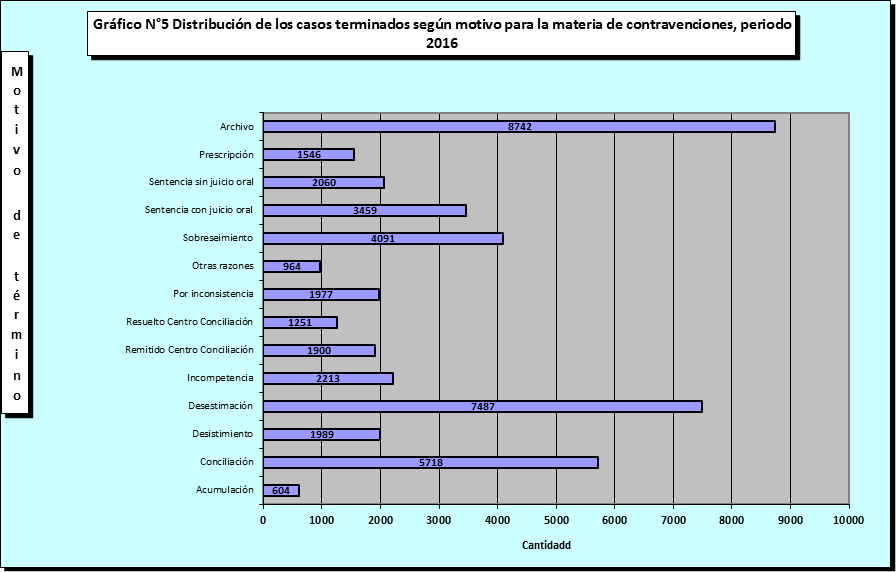 Gráfico N°5 Distribución de los casos terminados según motivo para la materia de contravenciones, periodo
2016
Motivo de término
Archivo 8742
Prescripción 1546
Sentencia sin juicio oral 2060
Sentencia con juicio oral 3459
Sobreseimiento 4091
Otras razones 964
Por inconsistencia 1977
Resuelto Centro Conciliación 1251
Remitido Centro Conciliación 1900
Incompetencia 2213
Desestimación 7487
Desistimiento 1989
Conciliación 5718
Acumulación 604
0 1000 2000 3000 4000 5000 6000 7000 8000 9000 10000
Cantidadd